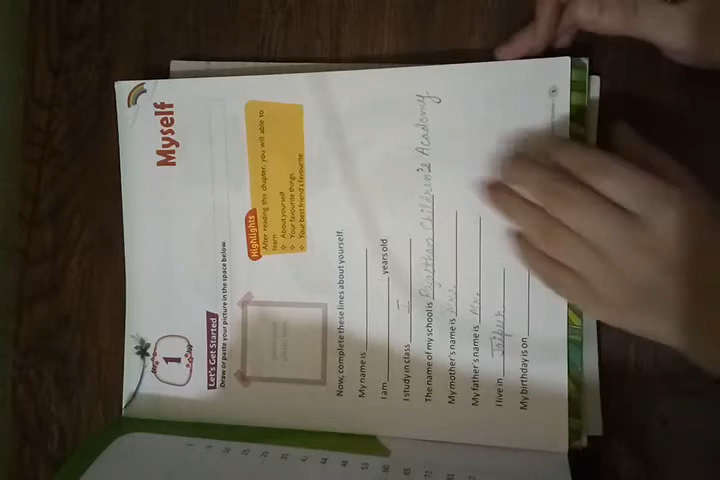 1
Myself
Let's Get Started
Draw or paste your picture in the space below.
Highlights
After reading this chapter, you will able to
learn
❖ About yourself
❖ Your favourite things
❖ Your best friend's favourite
Now, complete these lines about yourself.
My name is
I am years old.
I study in class I
The name of my school is Children's Academy
My mother's name is Mrs.
My father's name is Mr.
I live in Jaipur
My birthday is on